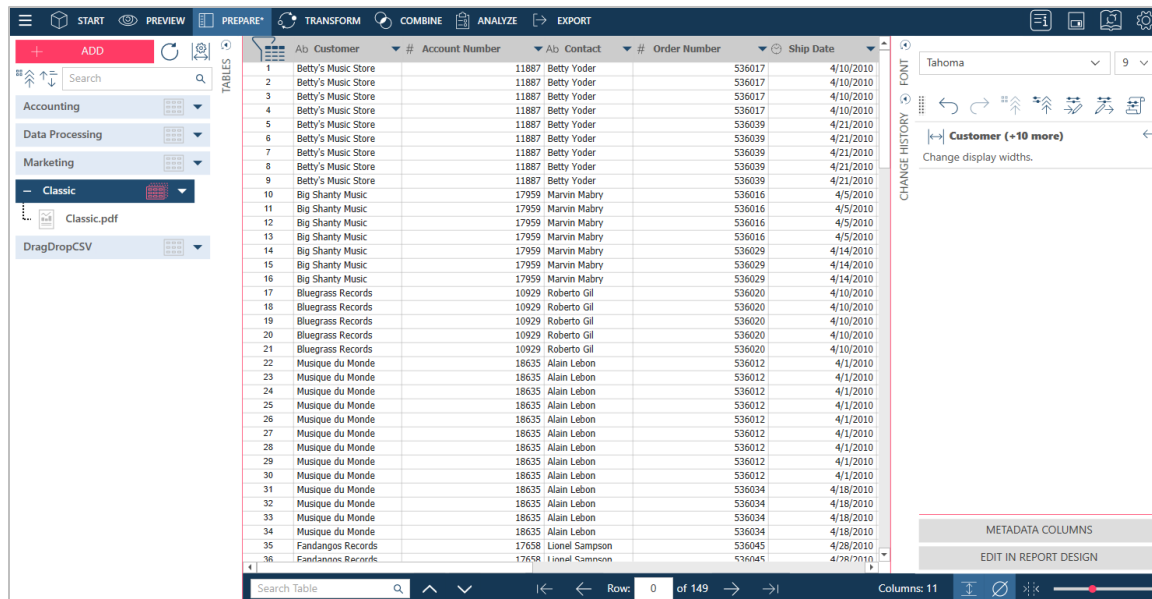 START PREVIEW PREPARE* TRANSFORM COMBINE ANALYZE EXPORT
+ ADD
Search
Accounting
Data Processing
Marketing
− Classic
Classic.pdf
DragDropCSV
TABLES
Ab Customer # Account Number Ab Contact # Order Number Ship Date
1 Betty's Music Store 11887 Betty Yoder 536017 4/10/2010
2 Betty's Music Store 11887 Betty Yoder 536017 4/10/2010
3 Betty's Music Store 11887 Betty Yoder 536017 4/10/2010
4 Betty's Music Store 11887 Betty Yoder 536017 4/10/2010
5 Betty's Music Store 11887 Betty Yoder 536039 4/21/2010
6 Betty's Music Store 11887 Betty Yoder 536039 4/21/2010
7 Betty's Music Store 11887 Betty Yoder 536039 4/21/2010
8 Betty's Music Store 11887 Betty Yoder 536039 4/21/2010
9 Betty's Music Store 11887 Betty Yoder 536039 4/21/2010
10 Big Shanty Music 17959 Marvin Mabry 536016 4/5/2010
11 Big Shanty Music 17959 Marvin Mabry 536016 4/5/2010
12 Big Shanty Music 17959 Marvin Mabry 536016 4/5/2010
13 Big Shanty Music 17959 Marvin Mabry 536016 4/5/2010
14 Big Shanty Music 17959 Marvin Mabry 536029 4/14/2010
15 Big Shanty Music 17959 Marvin Mabry 536029 4/14/2010
16 Big Shanty Music 17959 Marvin Mabry 536029 4/14/2010
17 Bluegrass Records 10929 Roberto Gil 536020 4/10/2010
18 Bluegrass Records 10929 Roberto Gil 536020 4/10/2010
19 Bluegrass Records 10929 Roberto Gil 536020 4/10/2010
20 Bluegrass Records 10929 Roberto Gil 536020 4/10/2010
21 Bluegrass Records 10929 Roberto Gil 536020 4/10/2010
22 Musique du Monde 18635 Alain Lebon 536012 4/1/2010
23 Musique du Monde 18635 Alain Lebon 536012 4/1/2010
24 Musique du Monde 18635 Alain Lebon 536012 4/1/2010
25 Musique du Monde 18635 Alain Lebon 536012 4/1/2010
26 Musique du Monde 18635 Alain Lebon 536012 4/1/2010
27 Musique du Monde 18635 Alain Lebon 536012 4/1/2010
28 Musique du Monde 18635 Alain Lebon 536012 4/1/2010
29 Musique du Monde 18635 Alain Lebon 536012 4/1/2010
30 Musique du Monde 18635 Alain Lebon 536012 4/1/2010
31 Musique du Monde 18635 Alain Lebon 536034 4/18/2010
32 Musique du Monde 18635 Alain Lebon 536034 4/18/2010
33 Musique du Monde 18635 Alain Lebon 536034 4/18/2010
34 Musique du Monde 18635 Alain Lebon 536034 4/18/2010
35 Fandangos Records 17658 Lionel Sampson 536045 4/28/2010
36 Fandangos Records 17658 Lionel Sampson 536045 4/28/2010
FONT
Tahoma 9
CHANGE HISTORY
Customer (+10 more)
Change display widths.
METADATA COLUMNS
EDIT IN REPORT DESIGN
Search Table Row: 0 of 149 Columns: 11